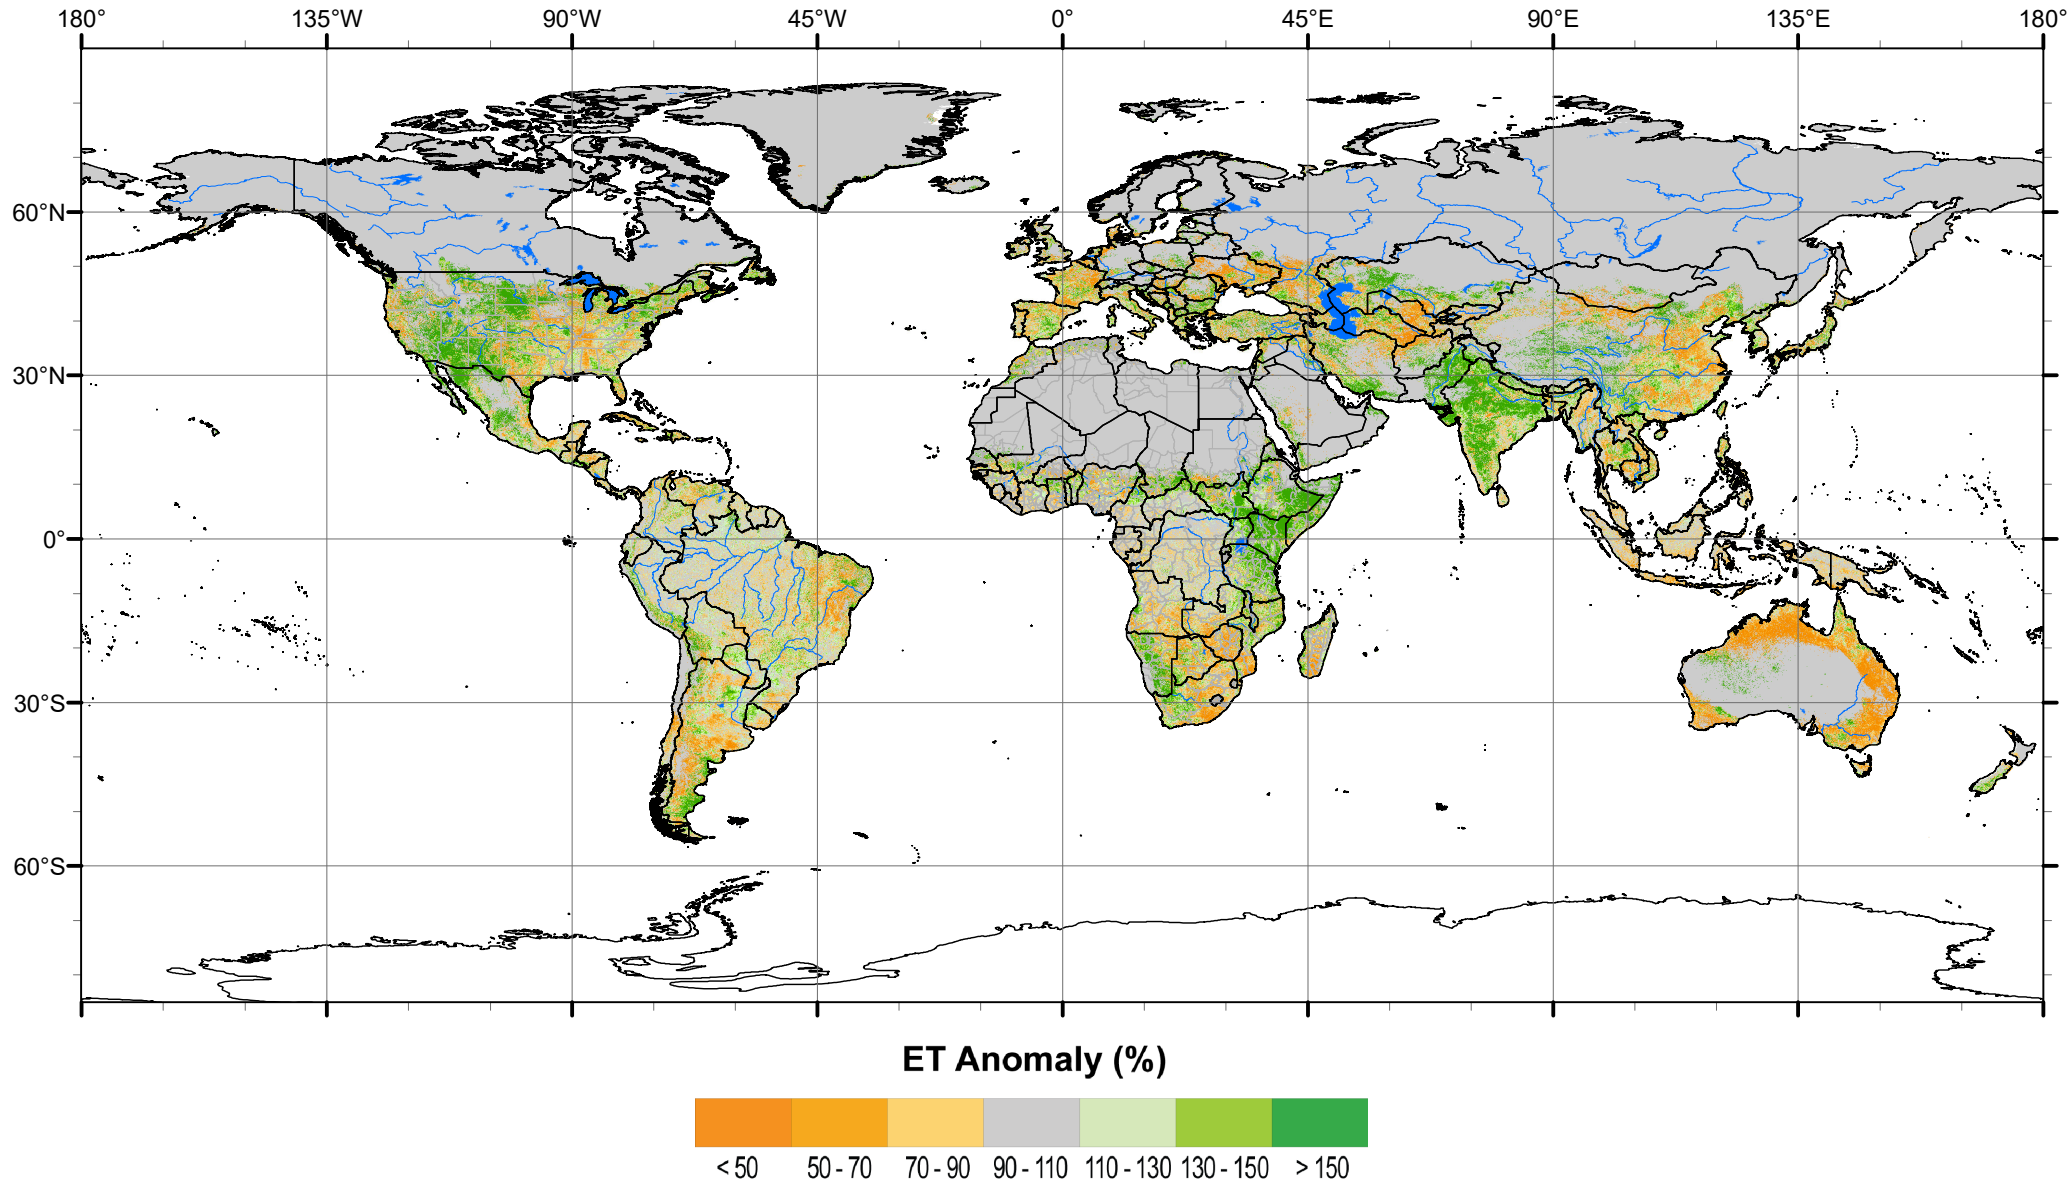 180° 135°W 90°W 45°W 0° 45°E 90°E 135°E 180°
60°N
30°N
0°
30°S
60°S
ET Anomaly (%)
< 50 50 - 70 70 - 90 90 - 110 110 - 130 130 - 150 > 150